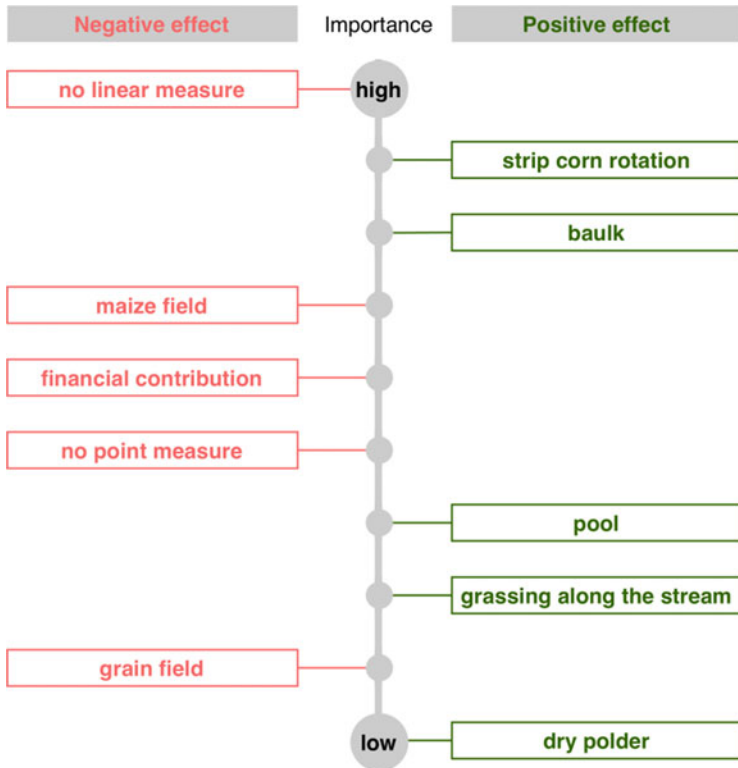 Negative effect
Importance
Positive effect
no linear measure
high
strip corn rotation
baulk
maize field
financial contribution
no point measure
pool
grassing along the stream
grain field
low
dry polder